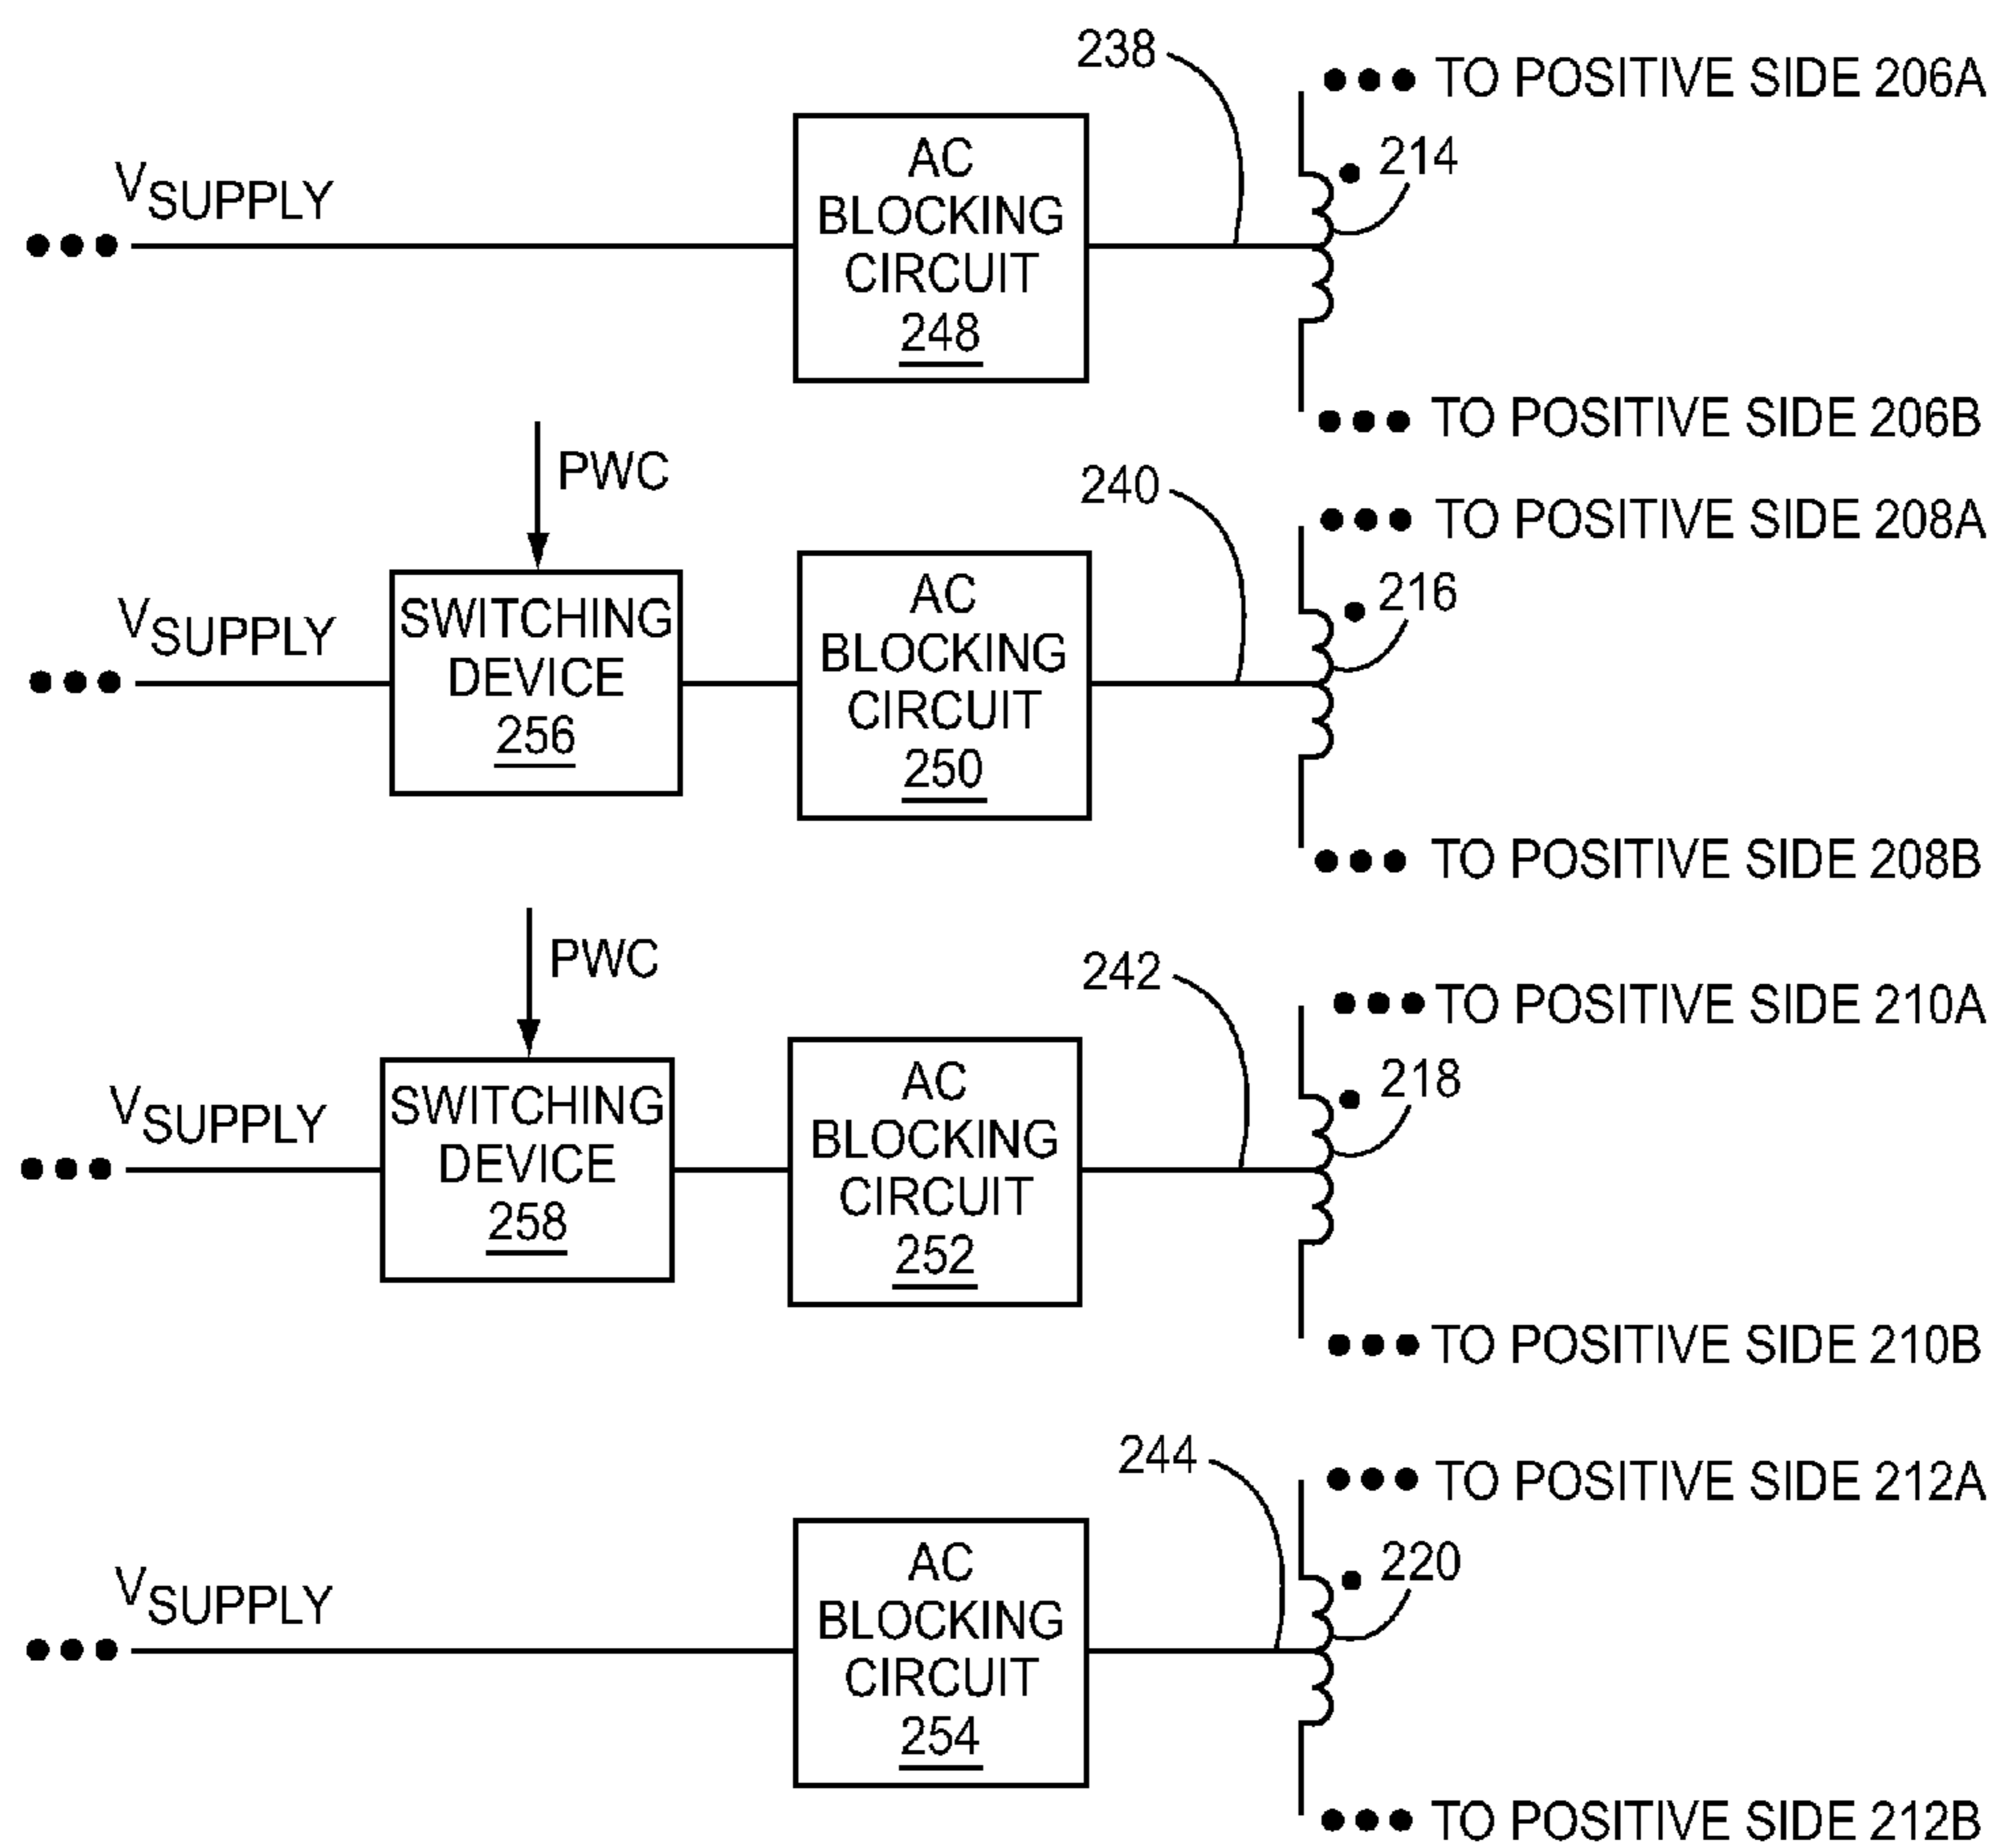 238
TO POSITIVE SIDE 206A
VSUPPLY
AC
BLOCKING
CIRCUIT
248
214
TO POSITIVE SIDE 206B
PWC
240
TO POSITIVE SIDE 208A
VSUPPLY
SWITCHING
DEVICE
256
AC
BLOCKING
CIRCUIT
250
216
TO POSITIVE SIDE 208B
PWC
242
TO POSITIVE SIDE 210A
VSUPPLY
SWITCHING
DEVICE
258
AC
BLOCKING
CIRCUIT
252
218
TO POSITIVE SIDE 210B
244
TO POSITIVE SIDE 212A
VSUPPLY
AC
BLOCKING
CIRCUIT
254
220
TO POSITIVE SIDE 212B